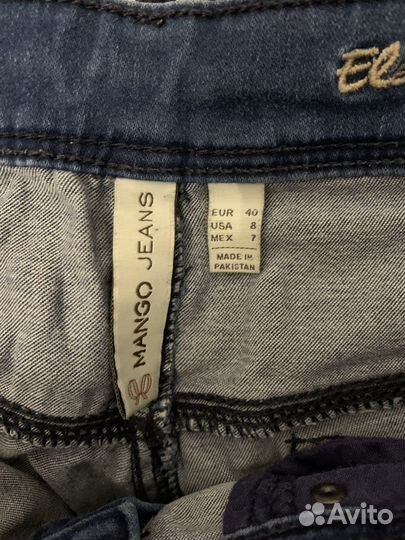 MANGO JEANS
EUR 40
USA 8
MEX 7
MADE IN
PAKISTAN
Avito